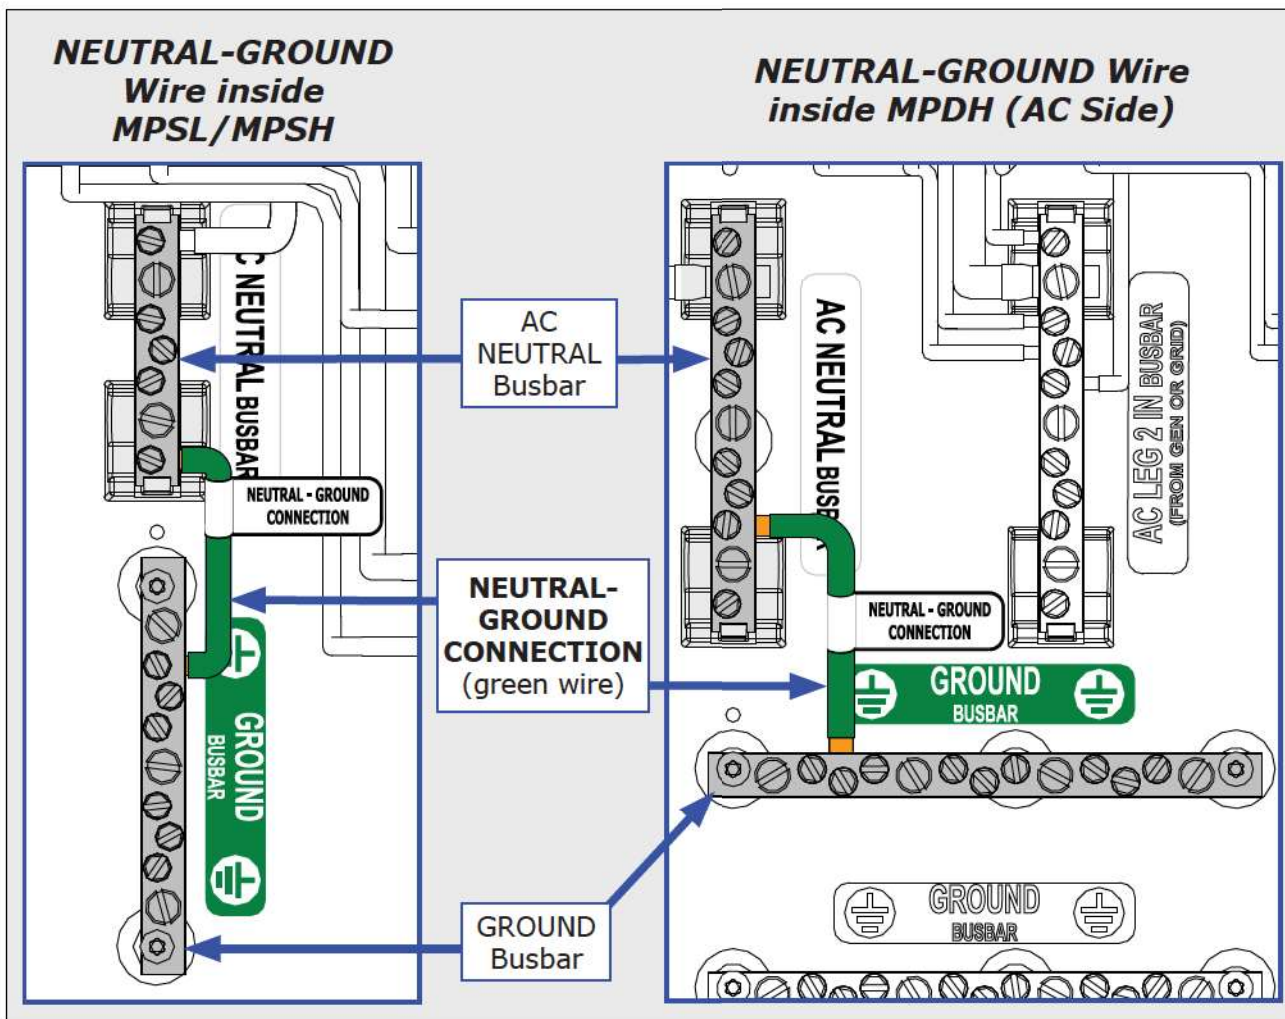 NEUTRAL-GROUND
Wire inside
MPSL/MPSH
NEUTRAL-GROUND Wire
inside MPDH (AC Side)
C NEUTRAL BUSBAR
NEUTRAL - GROUND
CONNECTION
GROUND
BUSBAR
AC
NEUTRAL
Busbar
NEUTRAL-
GROUND
CONNECTION
(green wire)
GROUND
Busbar
AC NEUTRAL BUSBAR
AC LEG 2 IN BUSBAR
(FROM GEN OR GRID)
NEUTRAL - GROUND
CONNECTION
GROUND
BUSBAR
GROUND
BUSBAR